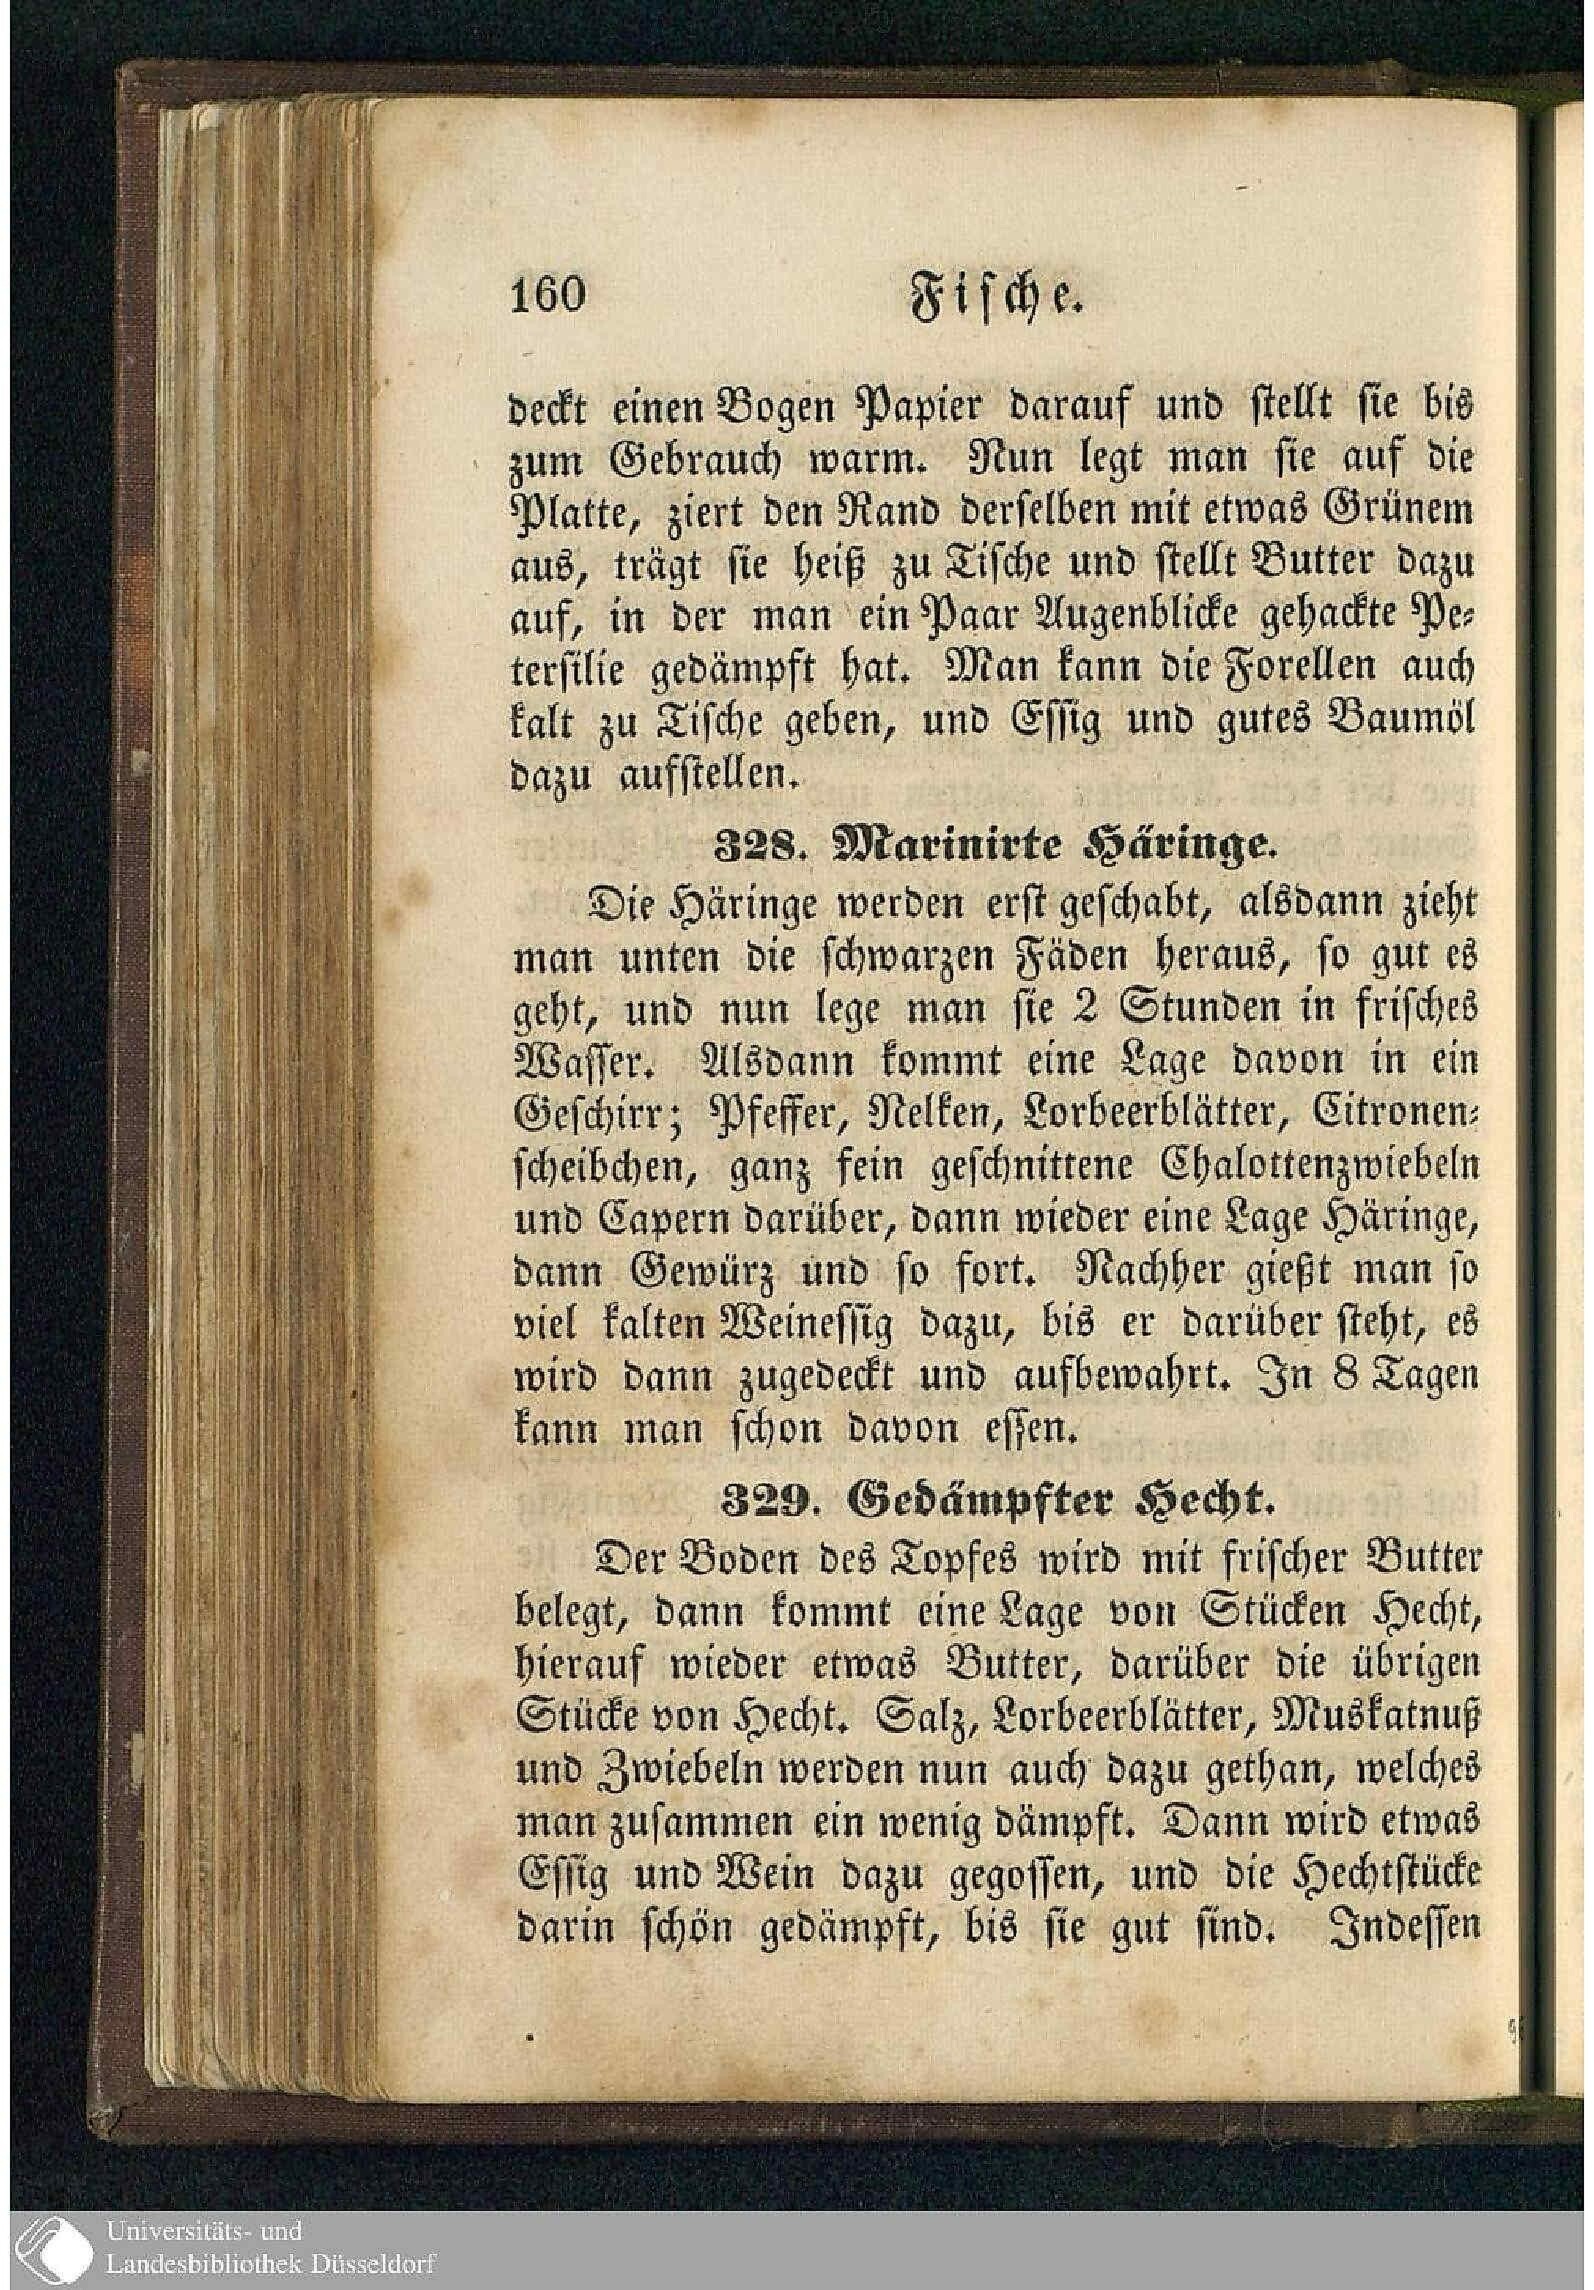 160 Fische.
deckt einen Bogen Papier darauf und stellt sie bis
zum Gebrauch warm. Nun legt man sie auf die
Platte, ziert den Rand derselben mit etwas Grünem
aus, trägt sie heiß zu Tische und stellt Butter dazu
auf, in der man ein Paar Augenblicke gehackte Pe-
tersilie gedämpft hat. Man kann die Forellen auch
kalt zu Tische geben, und Essig und gutes Baumöl
dazu aufstellen.
328. Marinirte Häringe.
Die Häringe werden erst geschabt, alsdann zieht
man unten die schwarzen Fäden heraus, so gut es
geht, und nun lege man sie 2 Stunden in frisches
Wasser. Alsdann kommt eine Lage davon in ein
Geschirr; Pfeffer, Nelken, Lorbeerblätter, Citronen-
scheibchen, ganz fein geschnittene Chalottenzwiebeln
und Capern darüber, dann wieder eine Lage Häringe,
dann Gewürz und so fort. Nachher gießt man so
viel kalten Weinessig dazu, bis er darüber steht, es
wird dann zugedeckt und aufbewahrt. In 8 Tagen
kann man schon davon essen.
329. Gedämpfter Hecht.
Der Boden des Topfes wird mit frischer Butter
belegt, dann kommt eine Lage von Stücken Hecht,
hierauf wieder etwas Butter, darüber die übrigen
Stücke von Hecht. Salz, Lorbeerblätter, Muskatnuß
und Zwiebeln werden nun auch dazu gethan, welches
man zusammen ein wenig dämpft. Dann wird etwas
Essig und Wein dazu gegossen, und die Hechtstücke
darin schön gedämpft, bis sie gut sind. Indessen
Universitäts- und
Landesbibliothek Düsseldorf